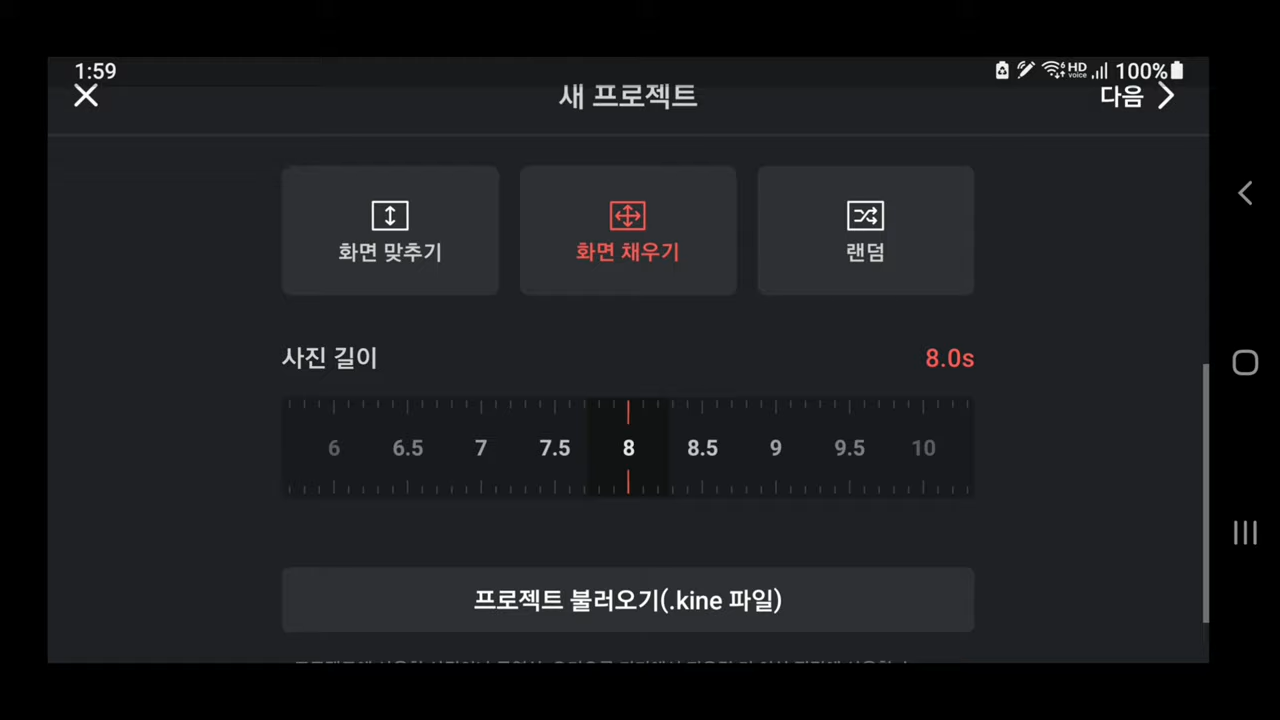 1:59
HD voice 100%
새 프로젝트
다음
화면 맞추기
화면 채우기
랜덤
사진 길이
8.0s
6 6.5 7 7.5 8 8.5 9 9.5 10
프로젝트 불러오기(.kine 파일)